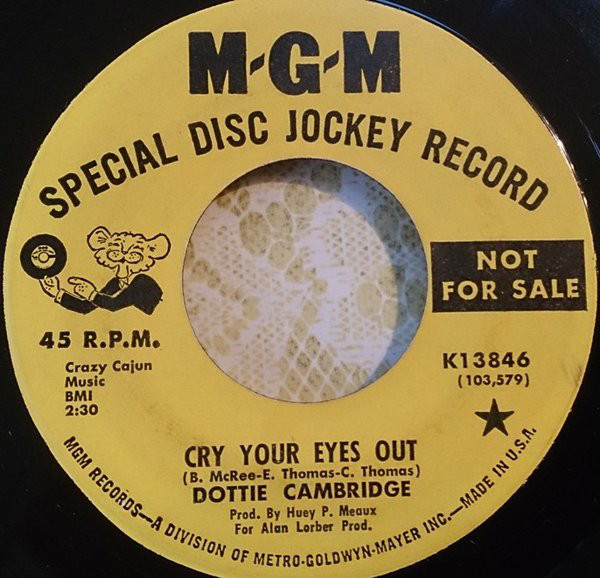 M-G-M
SPECIAL DISC JOCKEY RECORD
NOT
FOR SALE
45 R.P.M.
Crazy Cajun
Music
BMI
2:30
K13846
(103,579)
CRY YOUR EYES OUT
(B. McRee-E. Thomas-C. Thomas)
DOTTIE CAMBRIDGE
Prod. By Huey P. Meaux
For Alan Lorber Prod.
MGM RECORDS—A DIVISION OF METRO-GOLDWYN-MAYER INC.—MADE IN U.S.A.